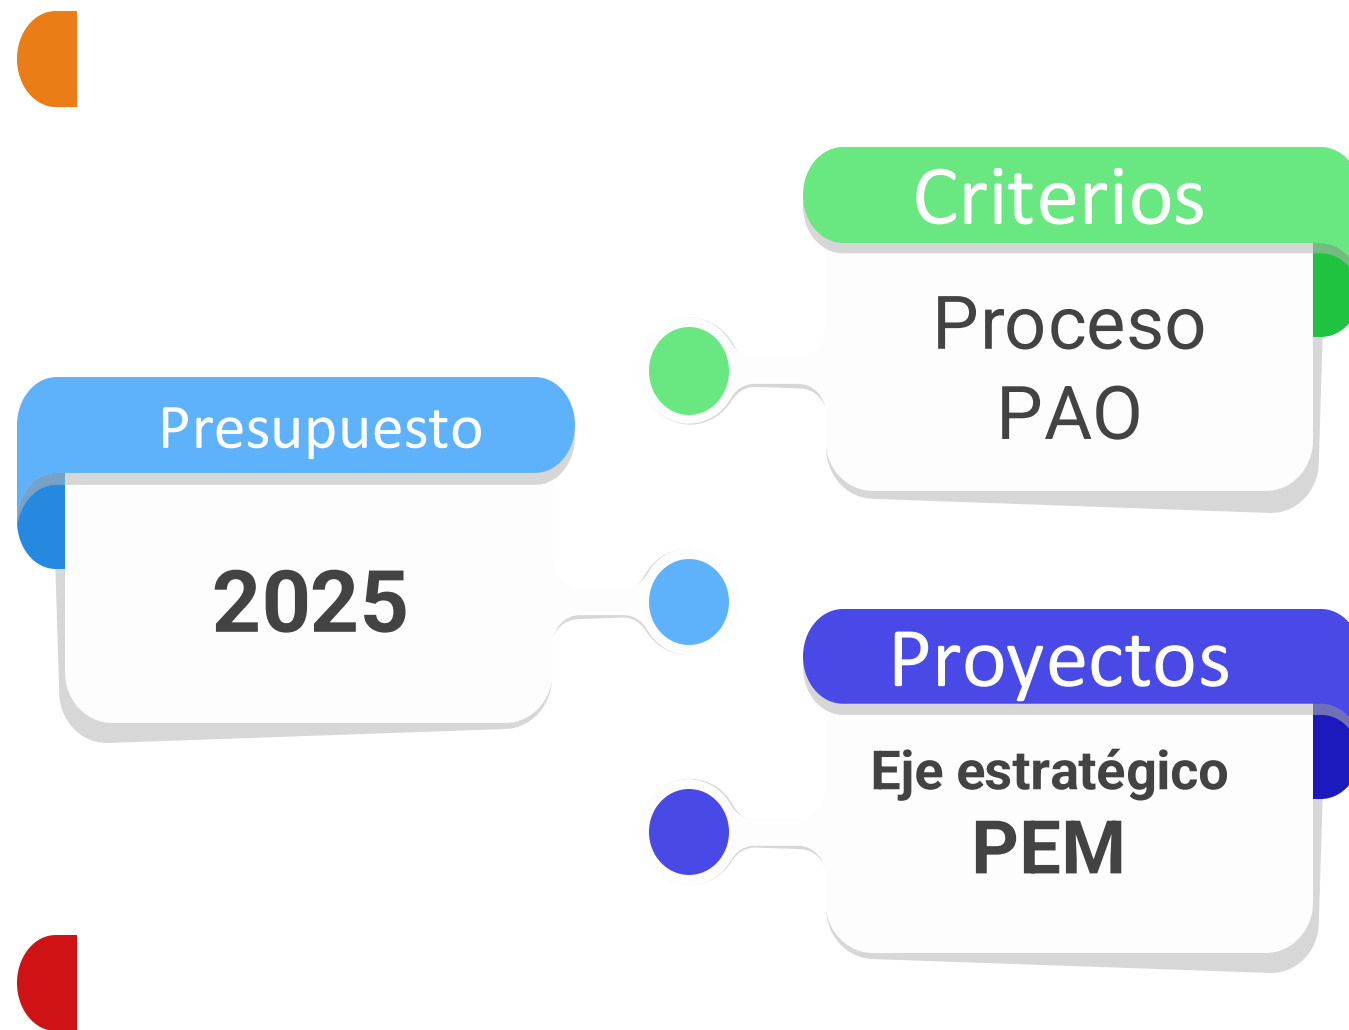 Criterios
Proceso
PAO
Presupuesto
2025
Proyectos
Eje estratégico
PEM